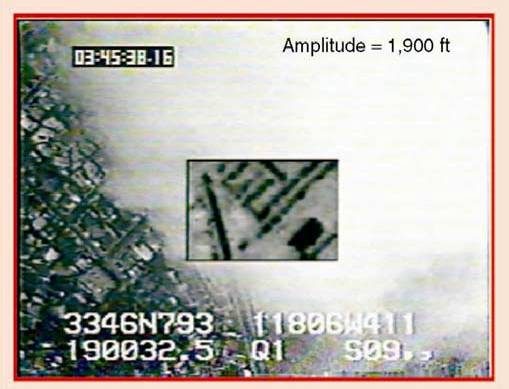 Amplitude = 1,900 ft
03:45:38.16
3346N793 11806W411
190032.5 Q1 S09